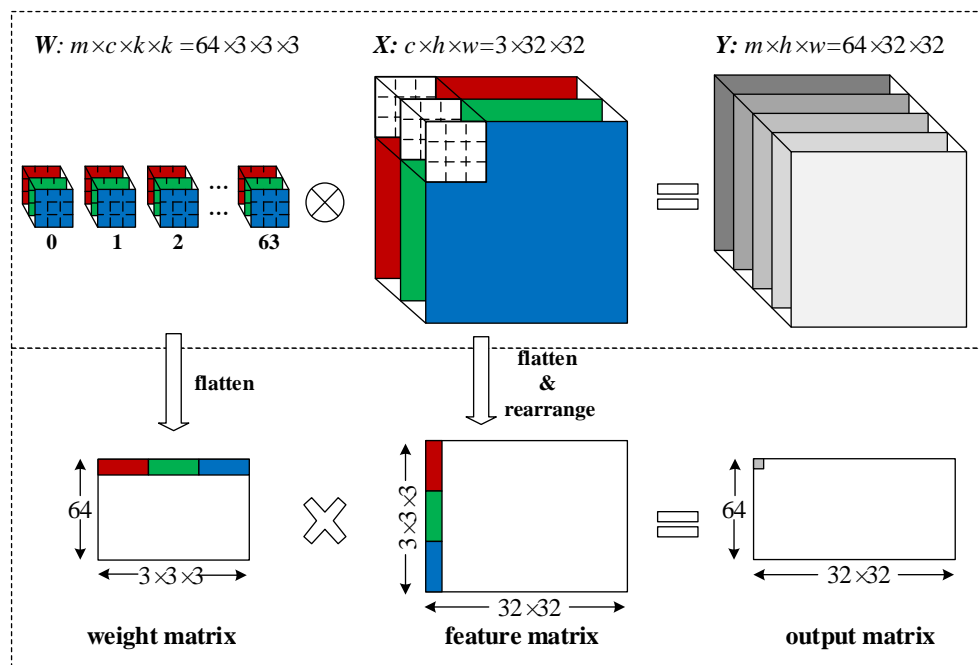 W: m×c×k×k=64×3×3×3
X: c×h×w=3×32×32
Y: m×h×w=64×32×32
...
...
0 1 2 63
flatten
flatten
&
rearrange
64
3×3×3
3×3×3
32×32
64
32×32
weight matrix
feature matrix
output matrix